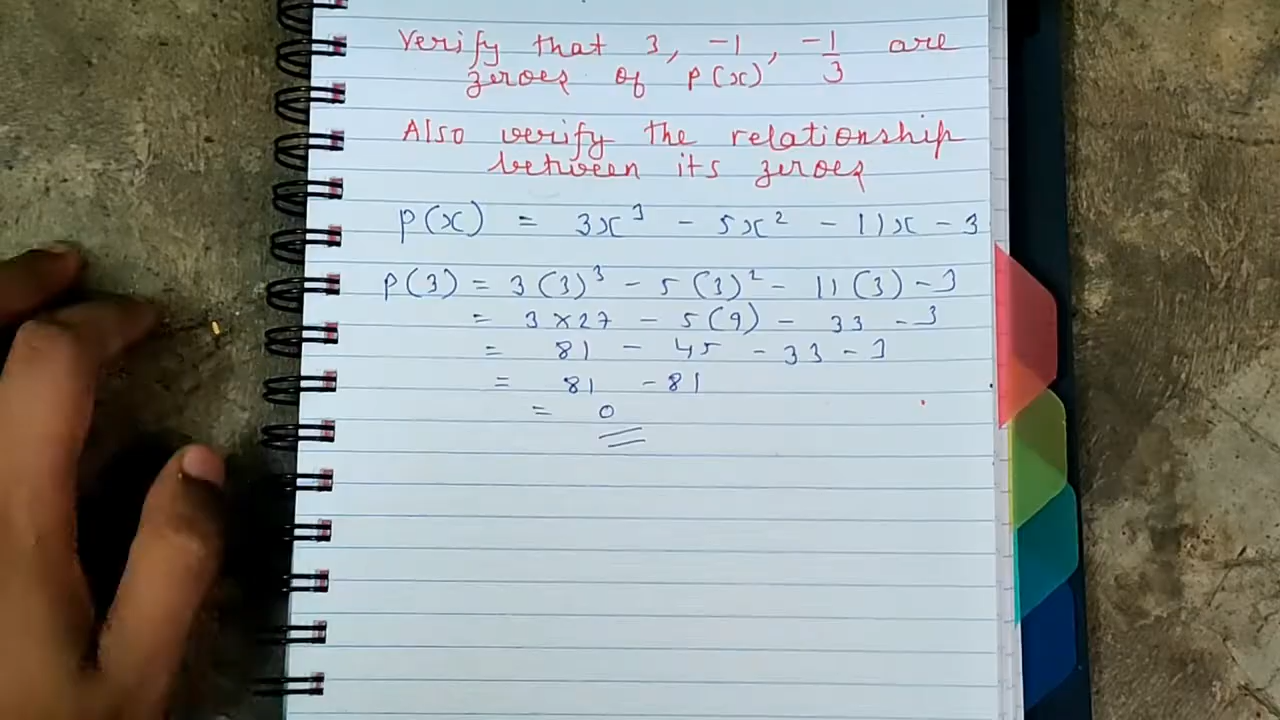 Verify that 3, -1, -1/3 are
zeroes of p(x)
Also verify the relationship
between its zeroes
p(x) = 3x³ - 5x² - 11x - 3
p(3) = 3(3)³ - 5(3)² - 11(3) - 3
= 3×27 - 5(9) - 33 - 3
= 81 - 45 - 33 - 3
= 81 - 81
= 0